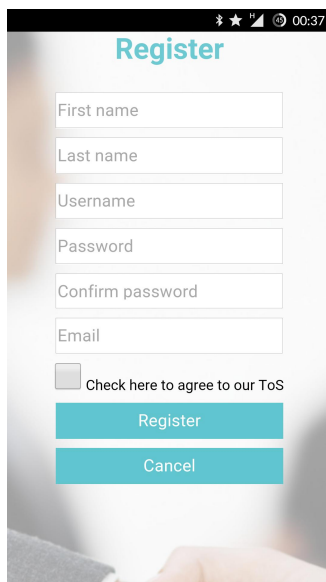 H 45 00:37
Register
First name
Last name
Username
Password
Confirm password
Email
Check here to agree to our ToS
Register
Cancel